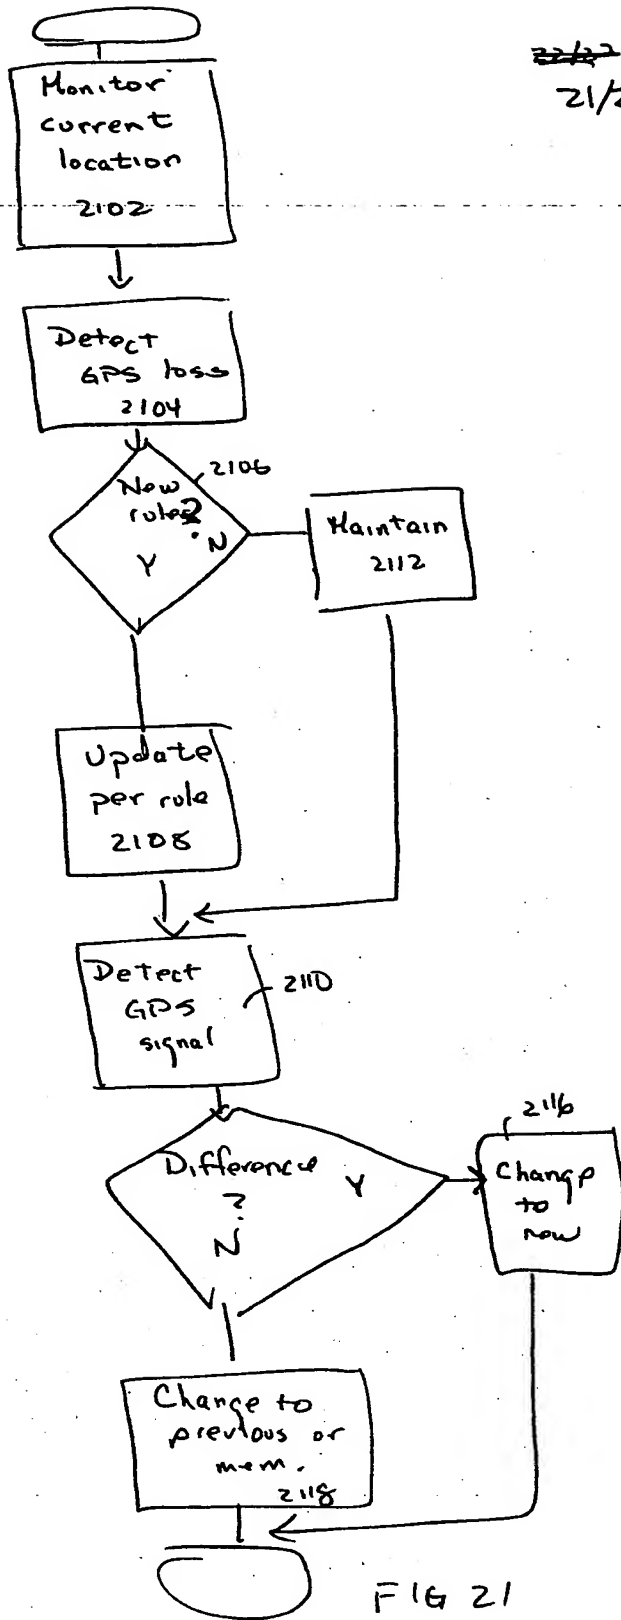 21/2
Monitor
current
location
2102
Detect
GPS loss
2104
2106
New
rules?
N
Y
Maintain
2112
Update
per rule
2108
Detect
GPS
signal
2110
Difference
?
Y
N
2116
Change
to
new
Change to
previous or
mem.
2118
FIG 21